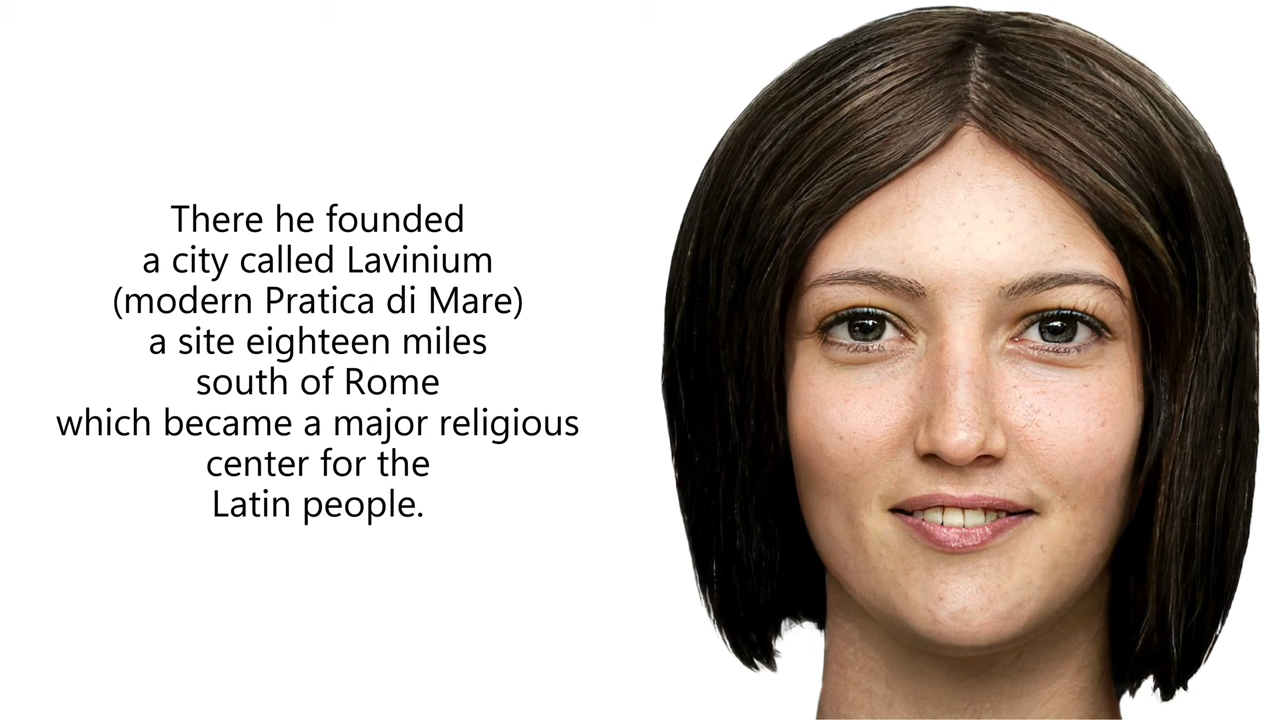 There he founded
a city called Lavinium
(modern Pratica di Mare)
a site eighteen miles
south of Rome
which became a major religious
center for the
Latin people.